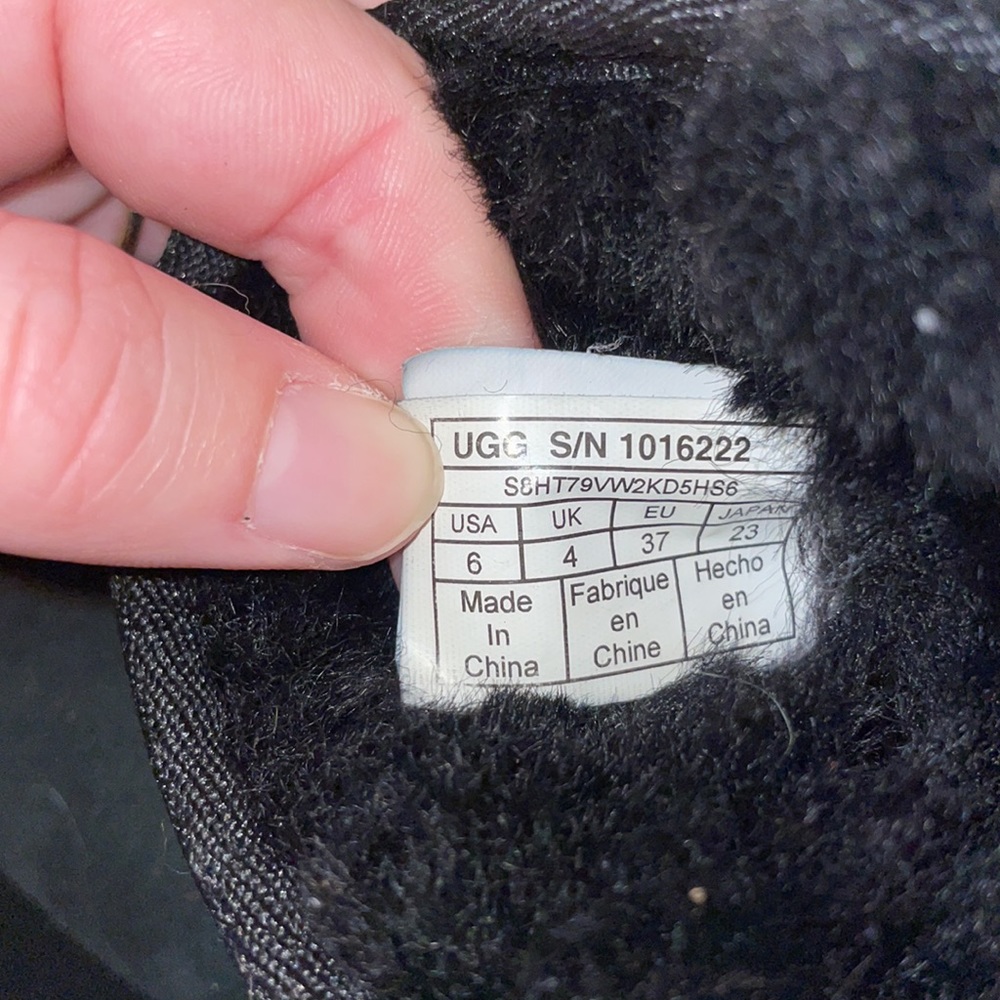 UGG S/N 1016222
S8HT79VW2KD5HS6
USA UK EU JAPAN
6 4 37 23
Made In China
Fabrique en Chine
Hecho en China